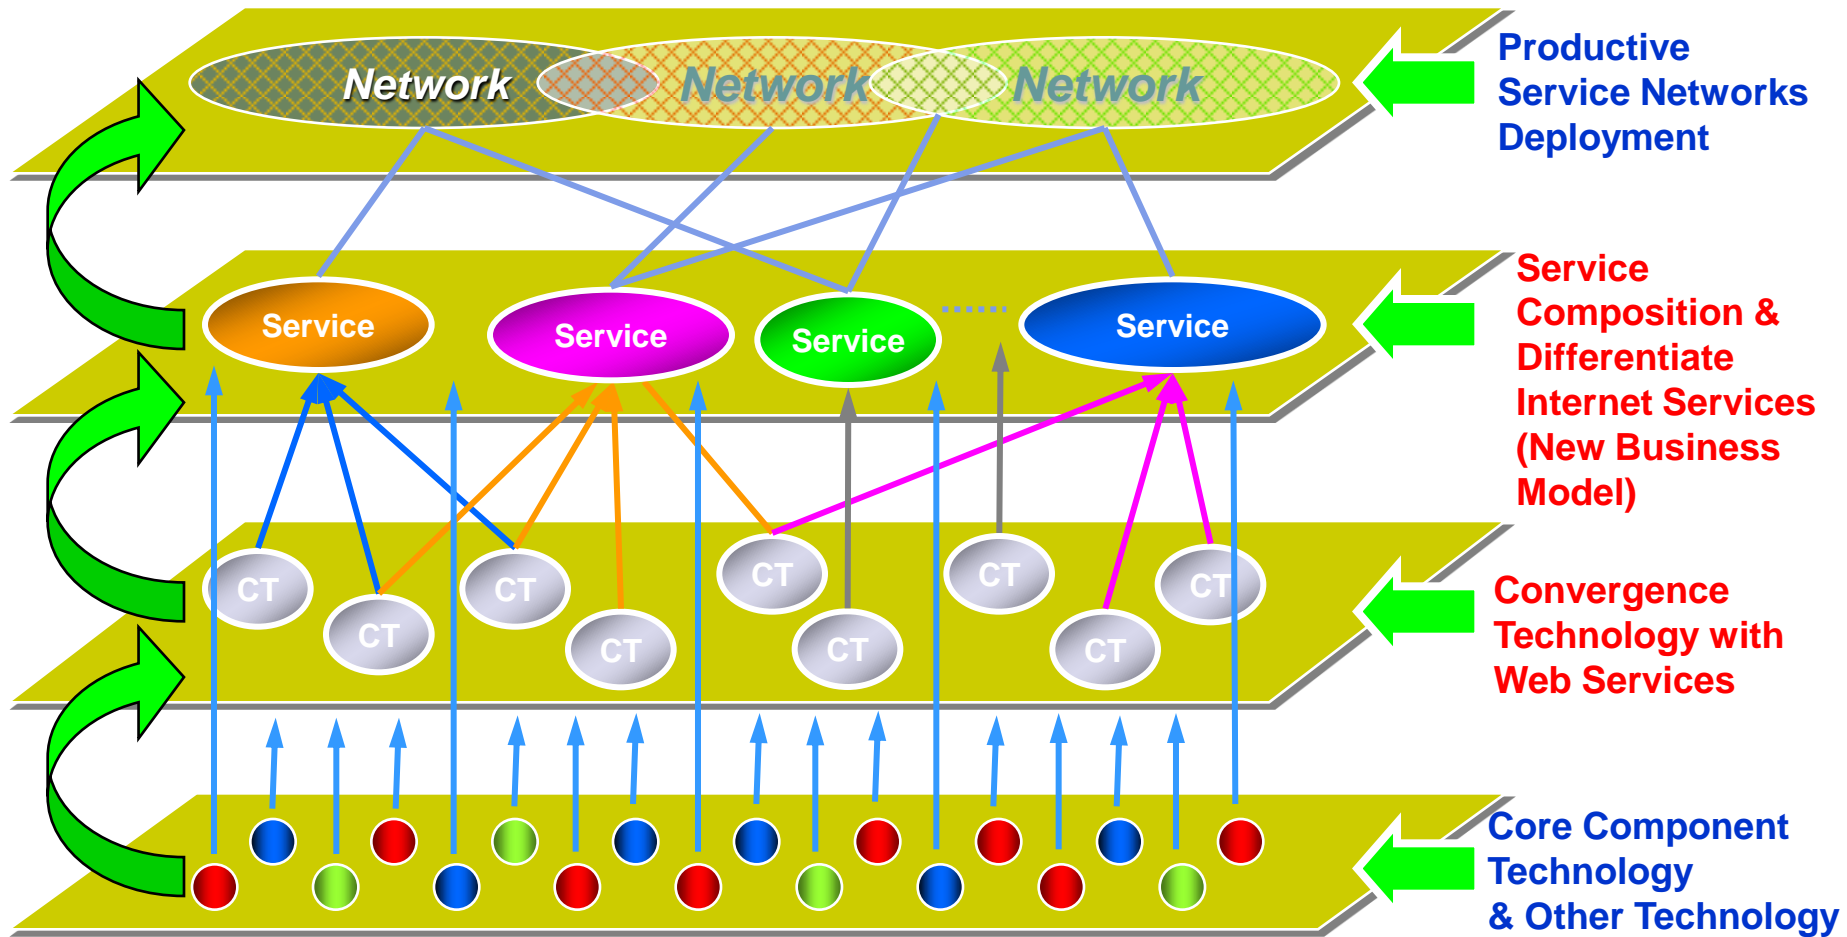 Network
Network
Network
Productive
Service Networks
Deployment
Service
Service
Service
Service
Service
Composition &
Differentiate
Internet Services
(New Business
Model)
CT
CT
CT
CT
CT
CT
CT
CT
CT
Convergence
Technology with
Web Services
Core Component
Technology
& Other Technology